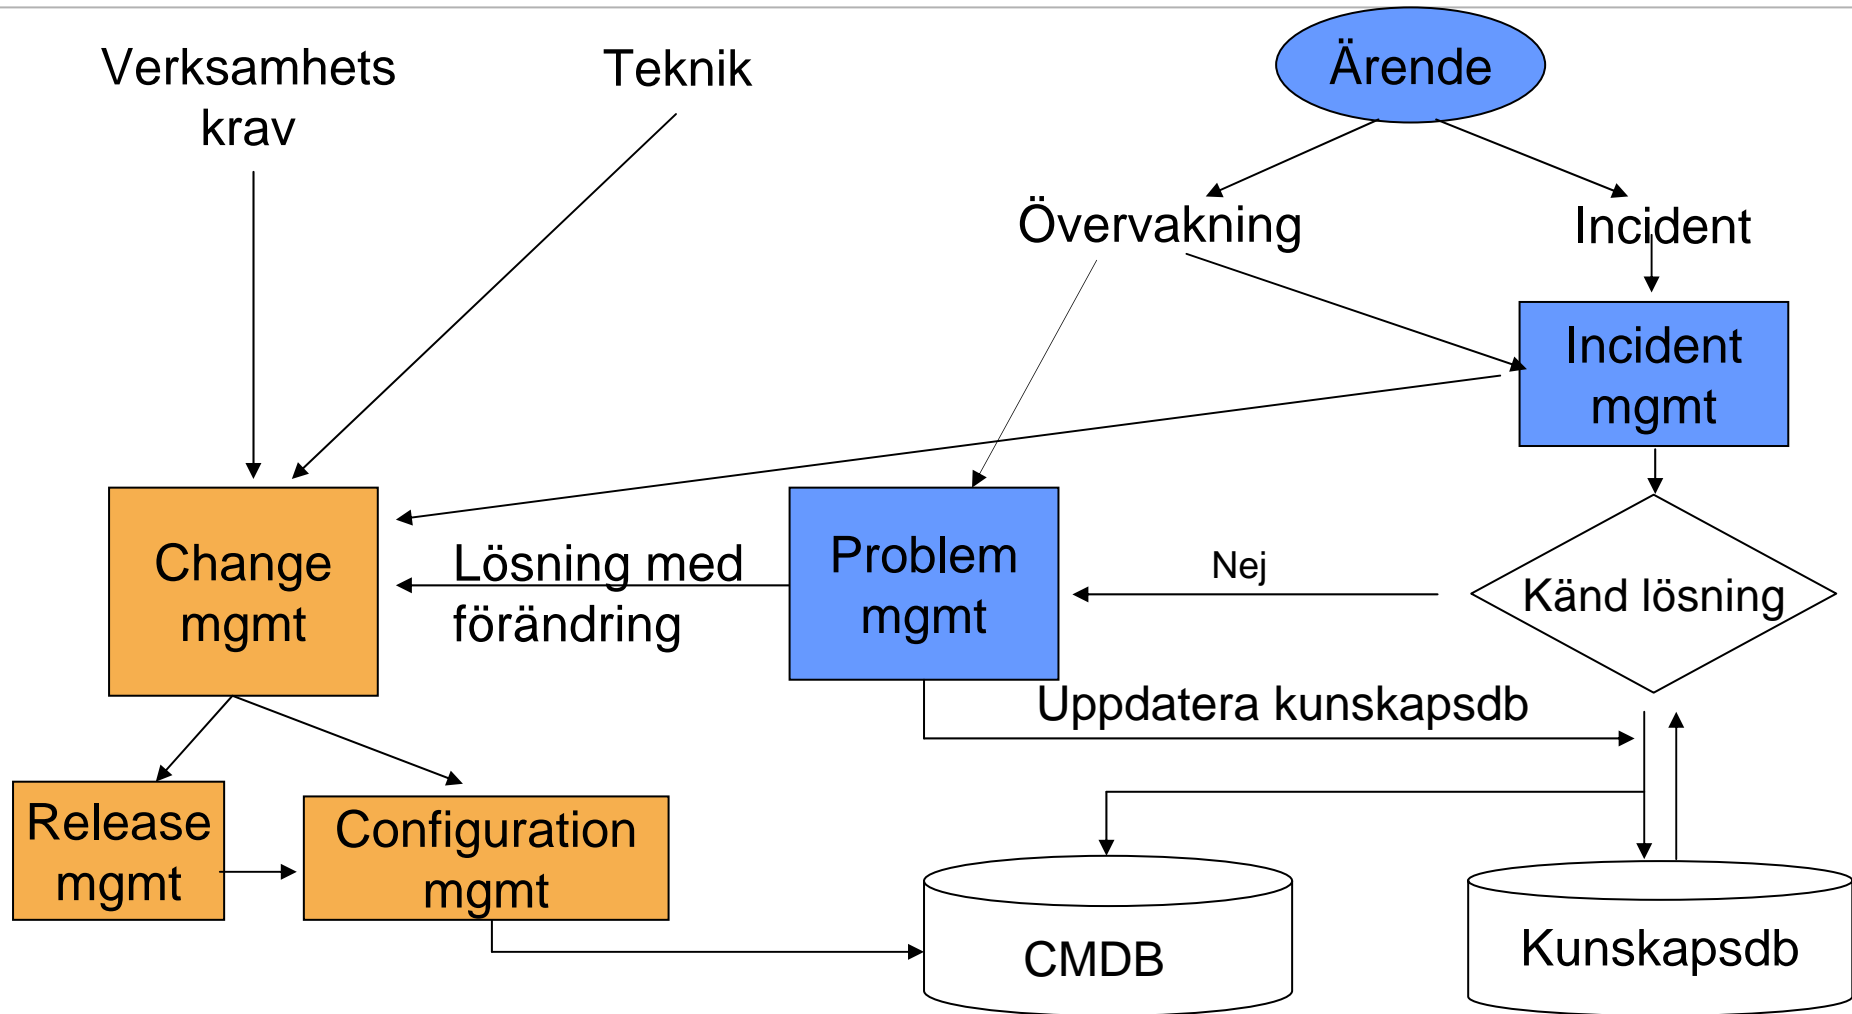 Verksamhets
krav
Teknik
Ärende
Övervakning
Incident
Incident
mgmt
Change
mgmt
Lösning med
förändring
Problem
mgmt
Nej
Känd lösning
Uppdatera kunskapsdb
Release
mgmt
Configuration
mgmt
CMDB
Kunskapsdb